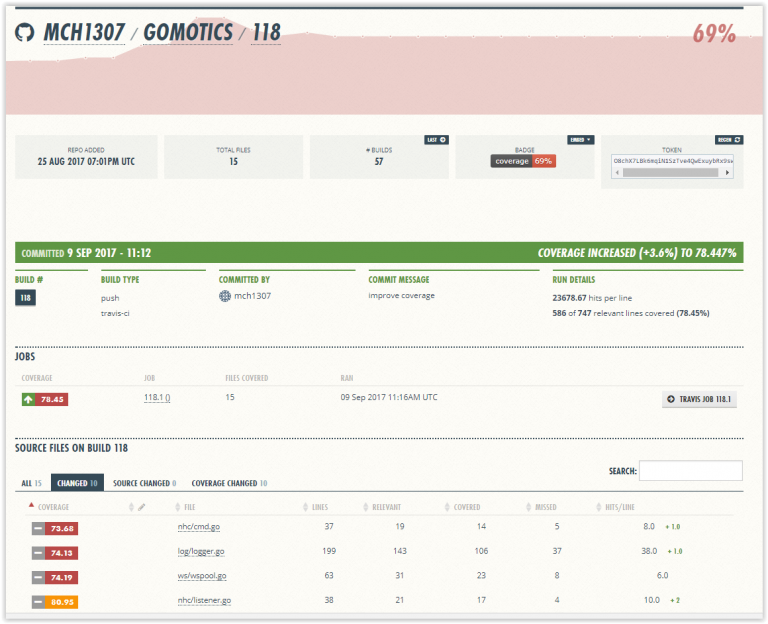 MCH1307 / GOMOTICS / 118
69%
LAST
EMBED
REGEN
REPO ADDED
25 AUG 2017 07:01PM UTC
TOTAL FILES
15
# BUILDS
57
BADGE
coverage 69%
TOKEN
COMMITTED 9 SEP 2017 - 11:12
COVERAGE INCREASED (+3.6%) TO 78.447%
BUILD # BUILD TYPE COMMITTED BY COMMIT MESSAGE RUN DETAILS
118 push mch1307 improve coverage 23678.67 hits per line
travis-ci 586 of 747 relevant lines covered (78.45%)
JOBS
COVERAGE JOB FILES COVERED RAN
78.45 118.1 () 15 09 Sep 2017 11:16AM UTC TRAVIS JOB 118.1
SOURCE FILES ON BUILD 118
SEARCH:
ALL 15 CHANGED 10 SOURCE CHANGED 0 COVERAGE CHANGED 10
COVERAGE FILE LINES RELEVANT COVERED MISSED HITS/LINE
73.68 nhc/cmd.go 37 19 14 5 8.0 + 1.0
74.13 log/logger.go 199 143 106 37 38.0 + 1.0
74.19 ws/wspool.go 63 31 23 8 6.0
80.95 nhc/listener.go 38 21 17 4 10.0 + 2